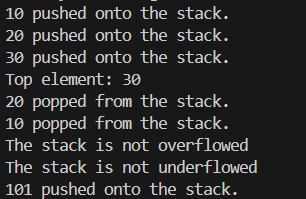 10 pushed onto the stack.
20 pushed onto the stack.
30 pushed onto the stack.
Top element: 30
20 popped from the stack.
10 popped from the stack.
The stack is not overflowed
The stack is not underflowed
101 pushed onto the stack.